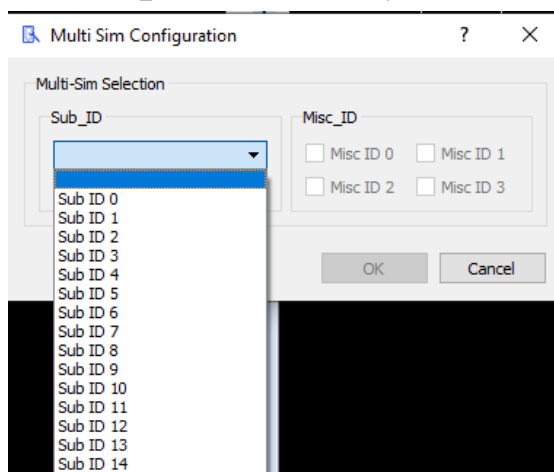 Multi Sim Configuration ? X
Multi-Sim Selection
Sub_ID
Misc_ID
Misc ID 0 Misc ID 1
Misc ID 2 Misc ID 3
OK Cancel
Sub ID 0
Sub ID 1
Sub ID 2
Sub ID 3
Sub ID 4
Sub ID 5
Sub ID 6
Sub ID 7
Sub ID 8
Sub ID 9
Sub ID 10
Sub ID 11
Sub ID 12
Sub ID 13
Sub ID 14